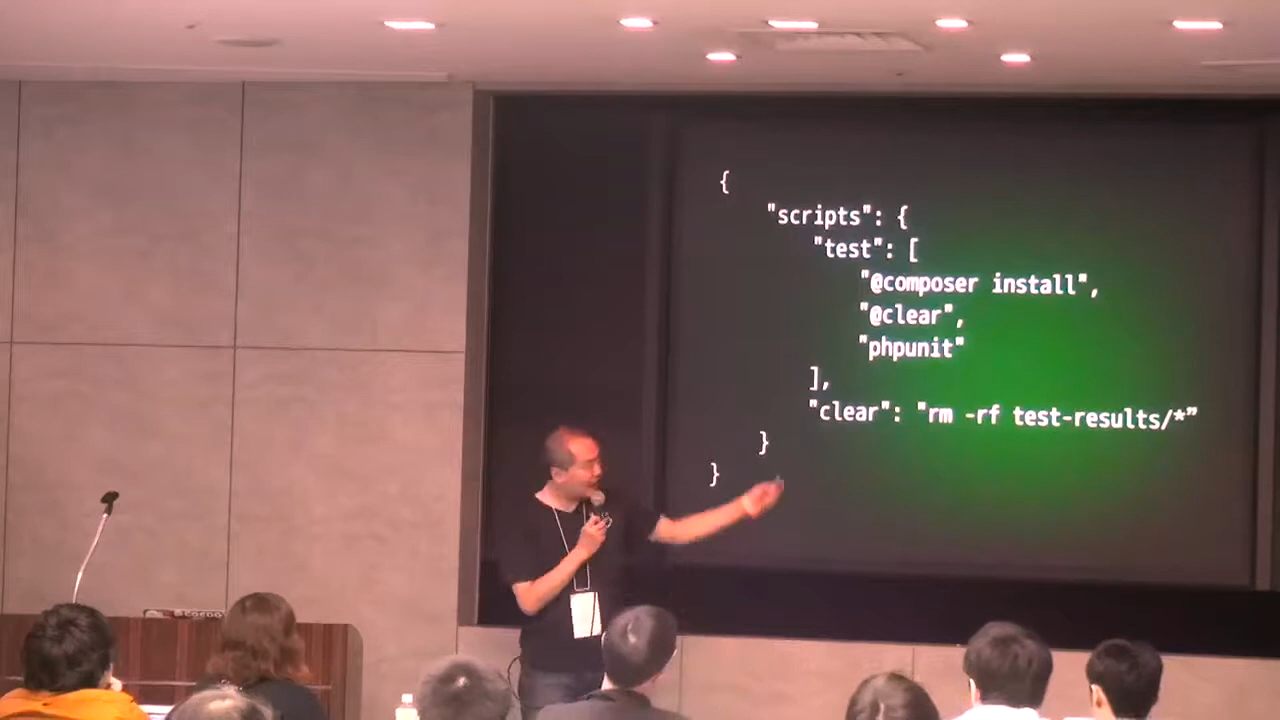 {
"scripts": {
"test": [
"@composer install",
"@clear",
"phpunit"
],
"clear": "rm -rf test-results/*"
}
}